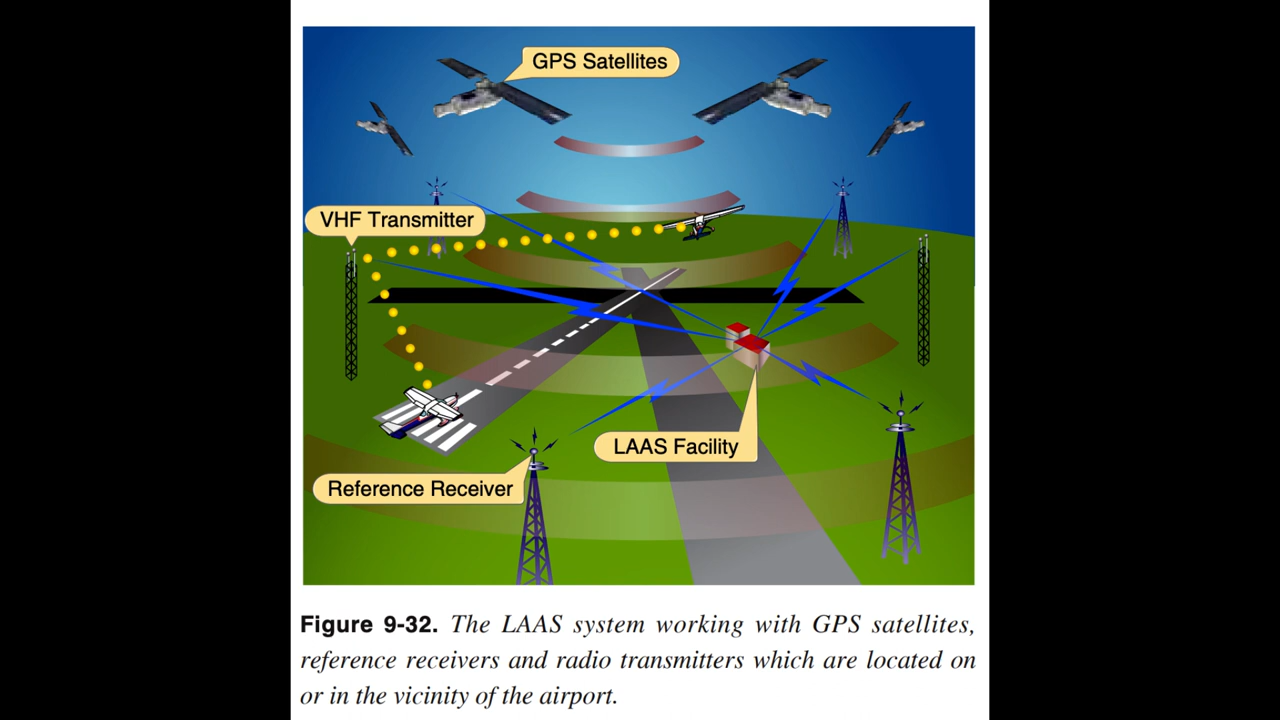 GPS Satellites
VHF Transmitter
LAAS Facility
Reference Receiver
Figure 9-32. The LAAS system working with GPS satellites,
reference receivers and radio transmitters which are located on
or in the vicinity of the airport.